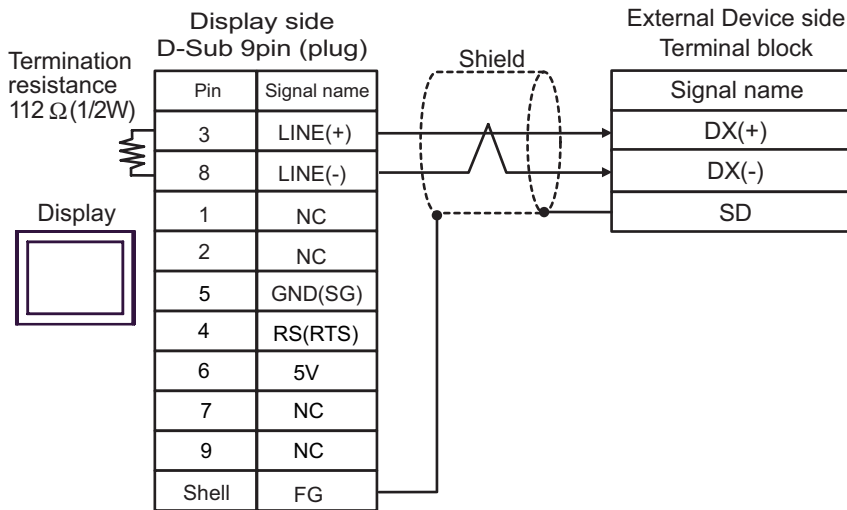 Display side
D-Sub 9pin (plug)
External Device side
Terminal block
Termination
resistance
112 Ω(1/2W)
Shield
Pin Signal name
Signal name
3 LINE(+)
DX(+)
8 LINE(-)
DX(-)
Display
1 NC
SD
2 NC
5 GND(SG)
4 RS(RTS)
6 5V
7 NC
9 NC
Shell FG